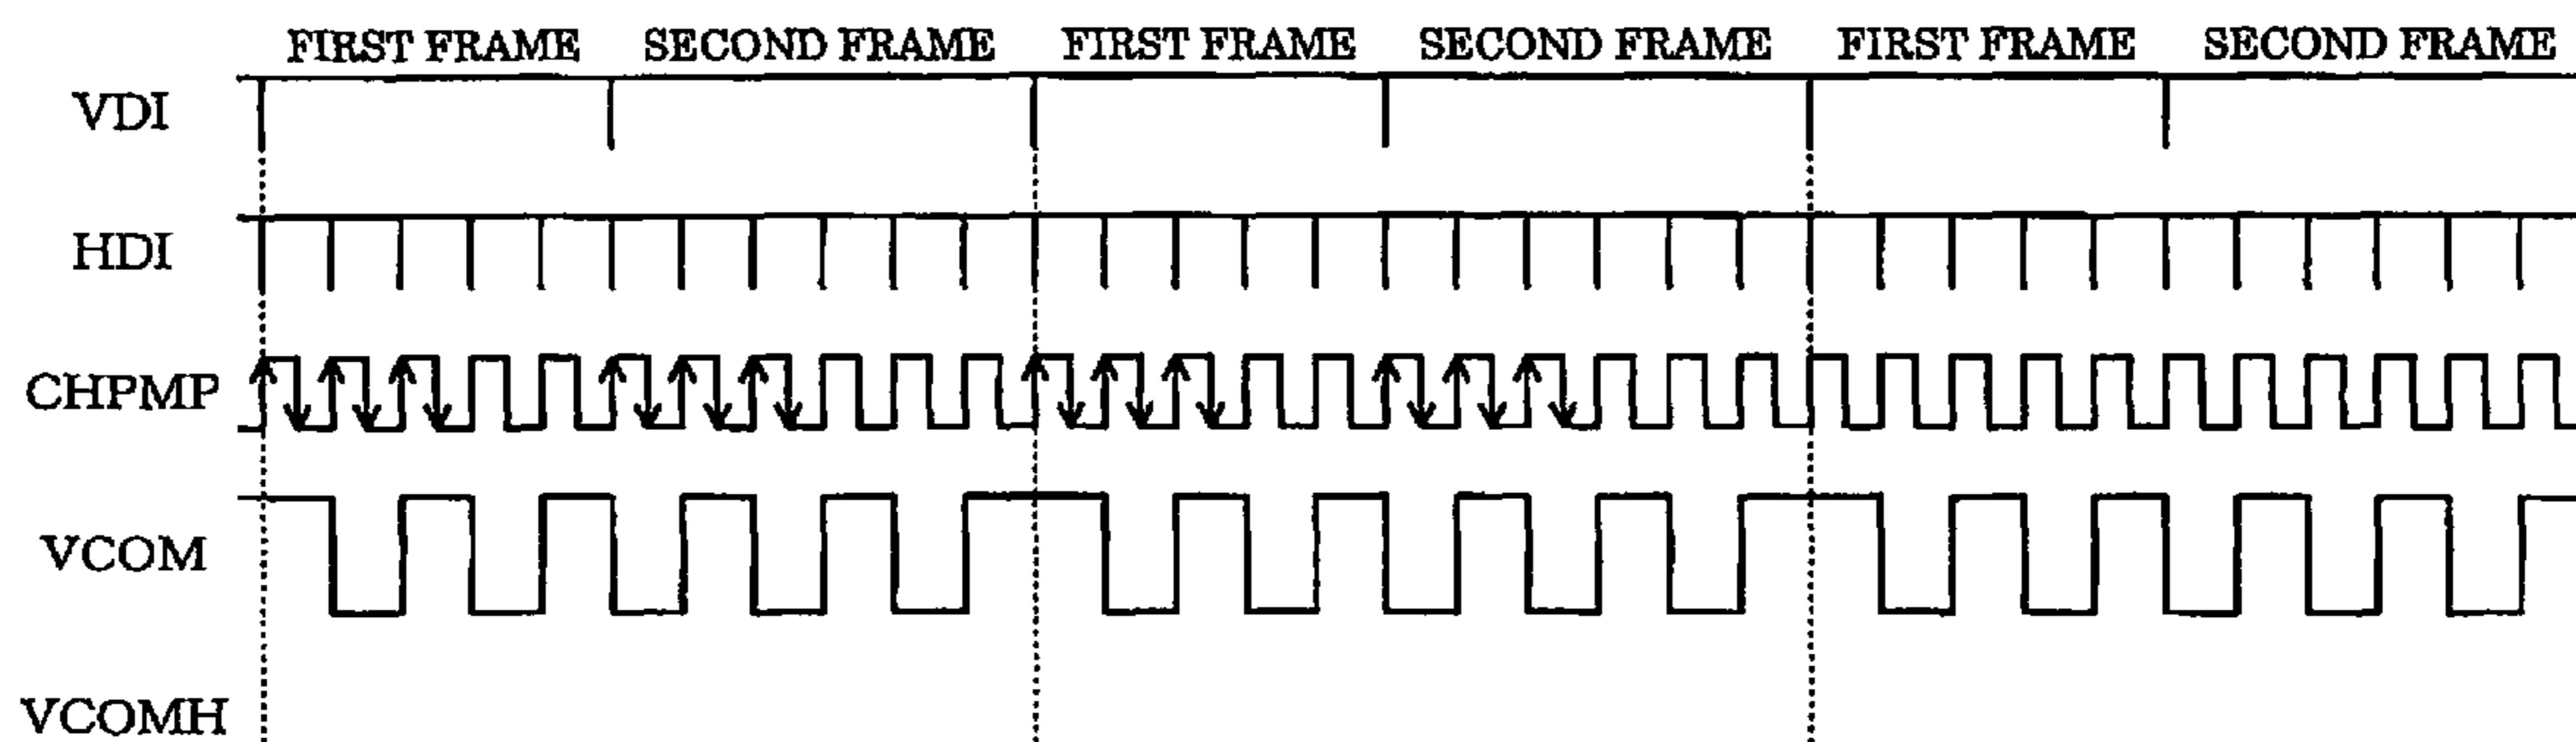 FIRST FRAME SECOND FRAME FIRST FRAME SECOND FRAME FIRST FRAME SECOND FRAME
VDI
HDI
CHPMP
VCOM
VCOMH